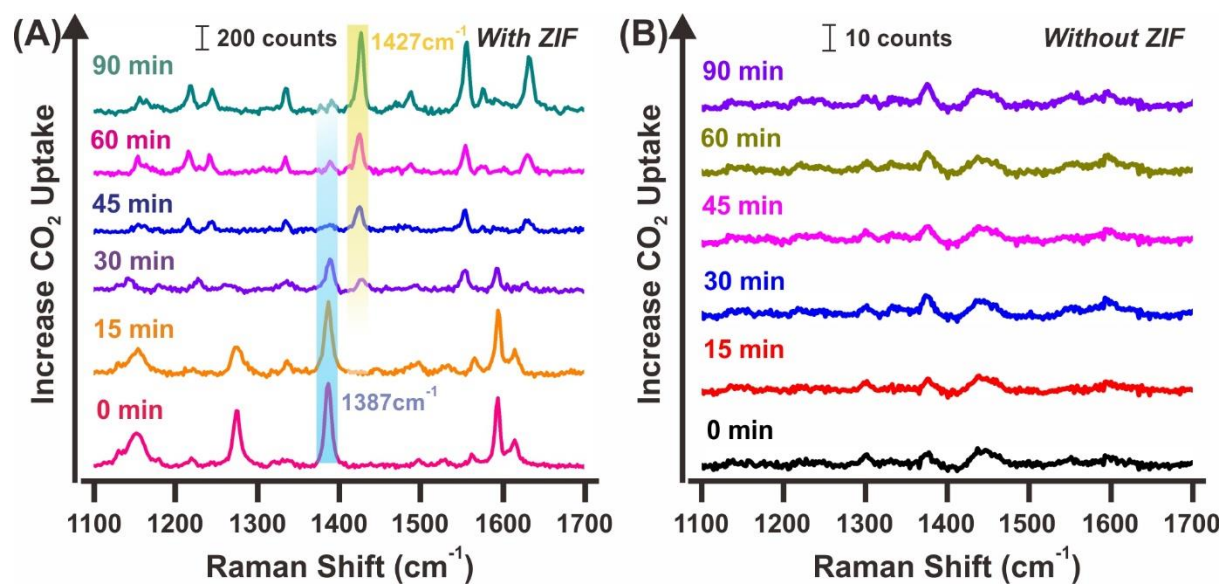 (A)
200 counts
1427cm⁻¹
With ZIF
Increase CO₂ Uptake
90 min
60 min
45 min
30 min
15 min
0 min
1387cm⁻¹
1100 1200 1300 1400 1500 1600 1700
Raman Shift (cm⁻¹)
(B)
10 counts
Without ZIF
Increase CO₂ Uptake
90 min
60 min
45 min
30 min
15 min
0 min
1100 1200 1300 1400 1500 1600 1700
Raman Shift (cm⁻¹)